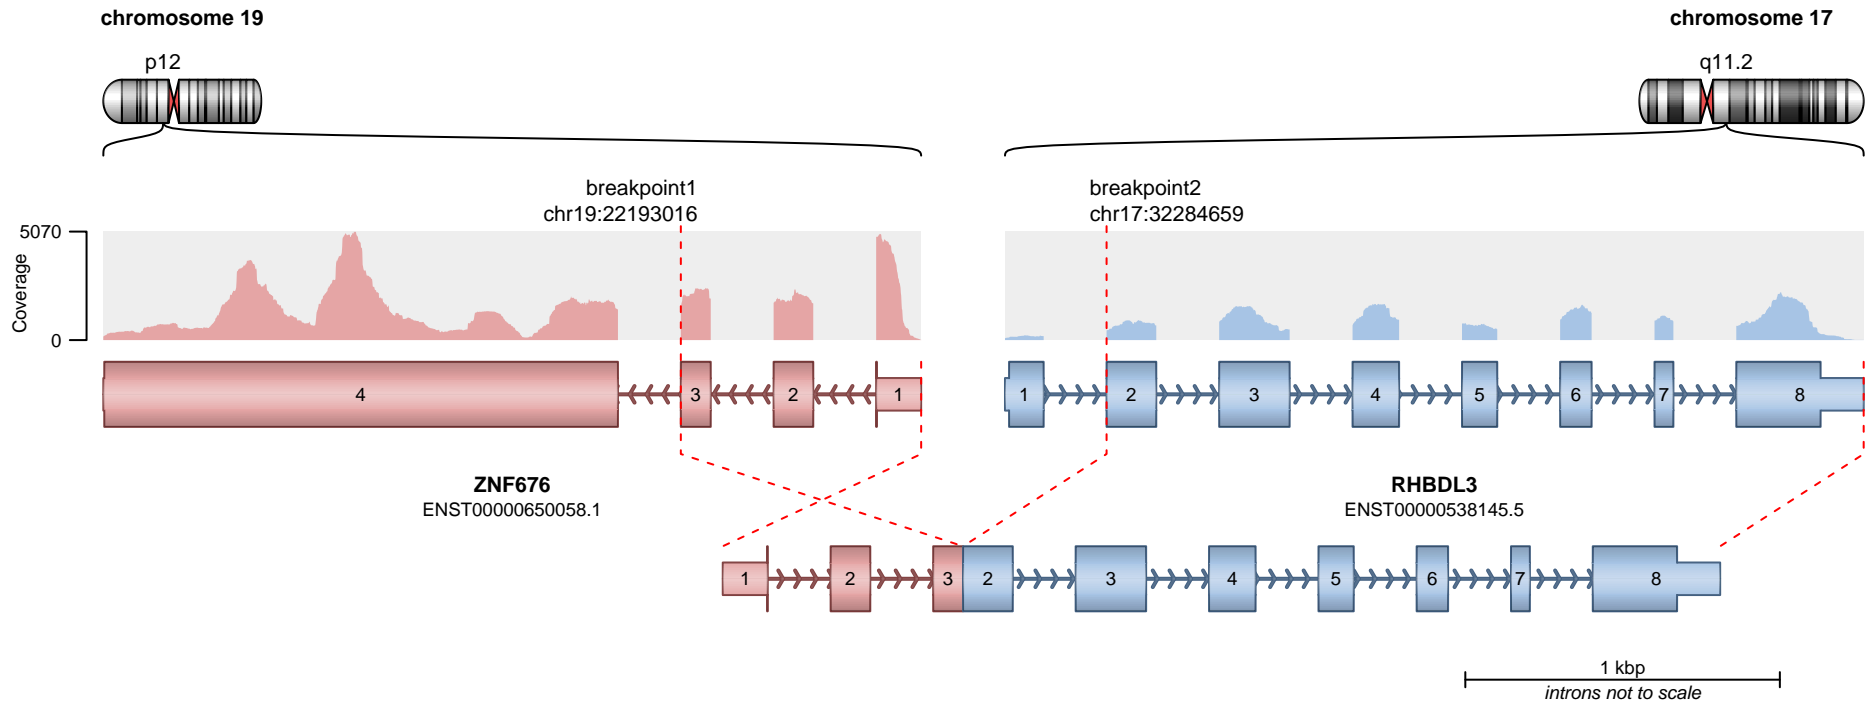 chromosome 19
chromosome 17
p12
q11.2
breakpoint1
chr19:22193016
breakpoint2
chr17:32284659
5070
Coverage
0
4
3
2
1
1
2
3
4
5
6
7
8
ZNF676
ENST00000650058.1
RHBDL3
ENST00000538145.5
1
2
3
2
3
4
5
6
7
8
1 kbp
introns not to scale